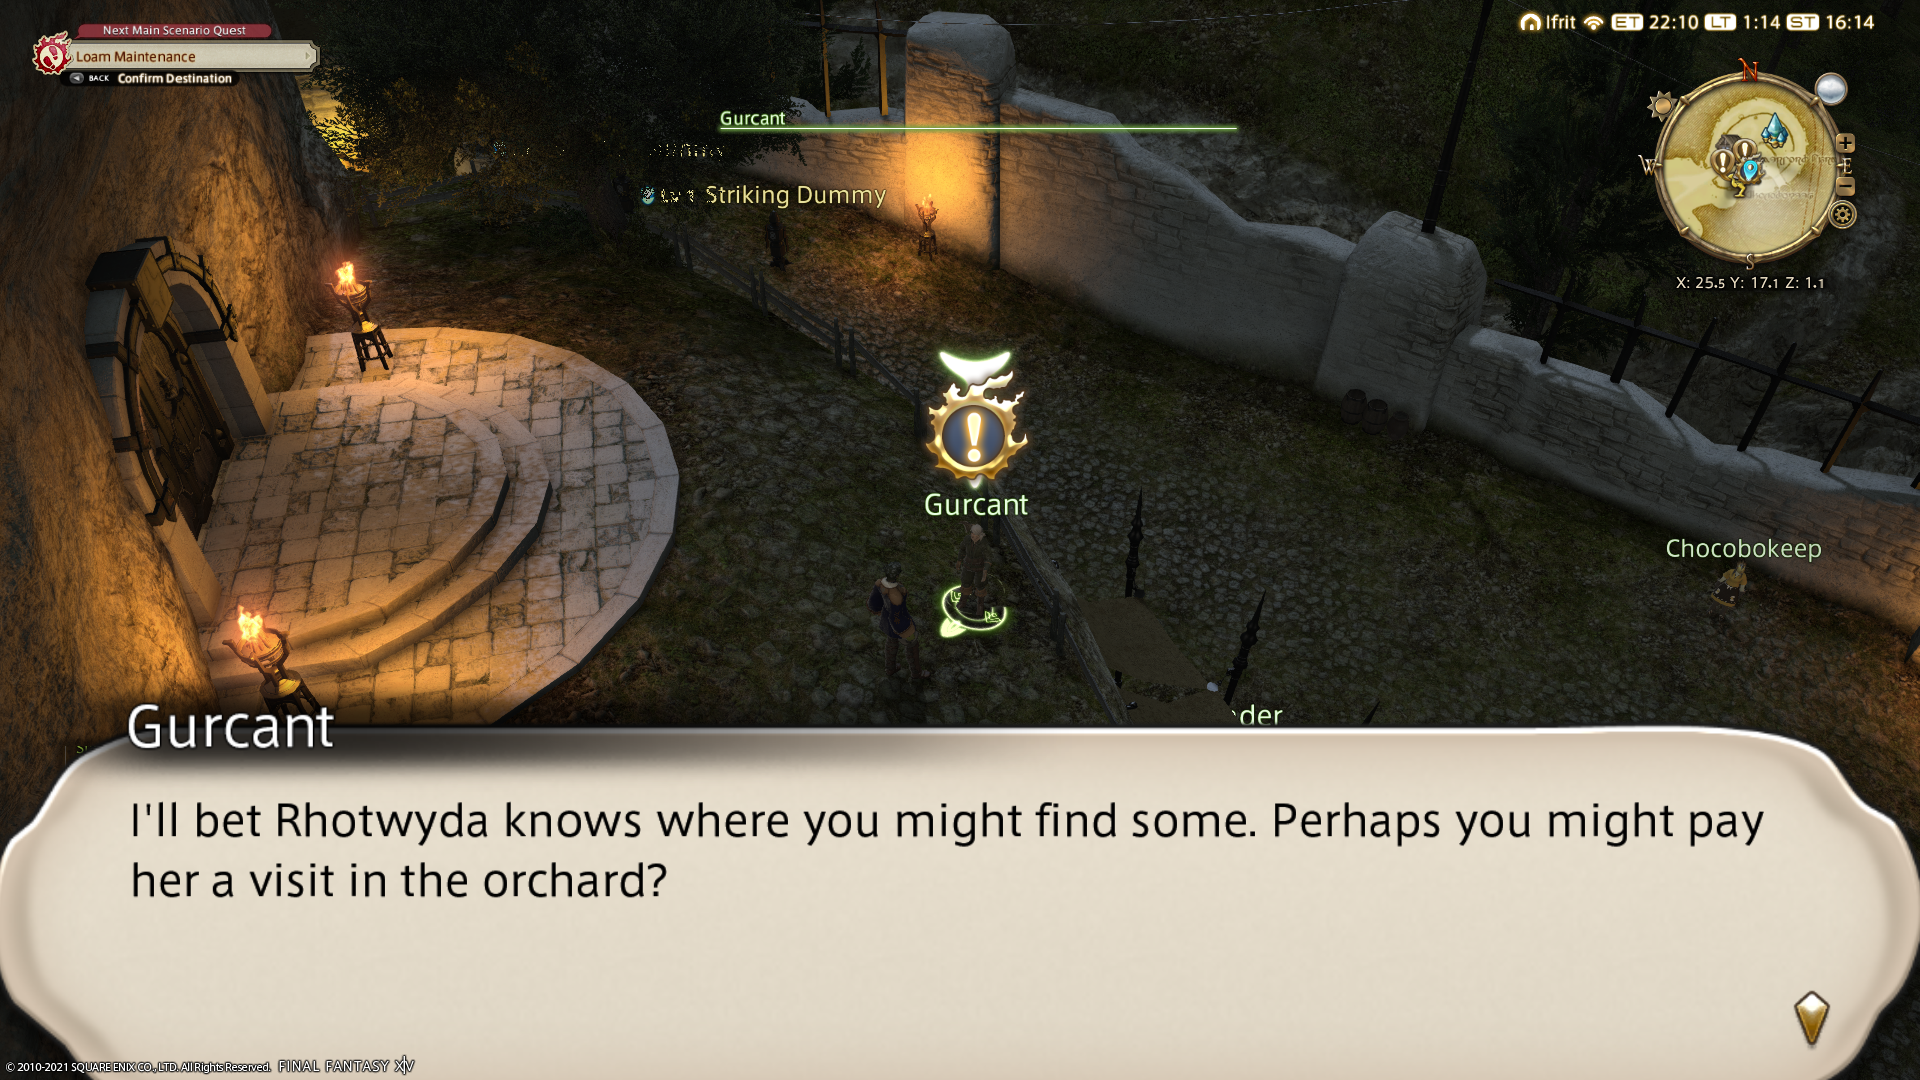 Next Main Scenario Quest
Loam Maintenance
BACK Confirm Destination
Ifrit ET 22:10 LT 1:14 ST 16:14
N
W
E
S
X: 25.5 Y: 17.1 Z: 1.1
Gurcant
Striking Dummy
Gurcant
Chocobokeep
der
Gurcant
I'll bet Rhotwyda knows where you might find some. Perhaps you might pay
her a visit in the orchard?
© 2010-2021 SQUARE ENIX CO., LTD. All Rights Reserved. FINAL FANTASY XIV